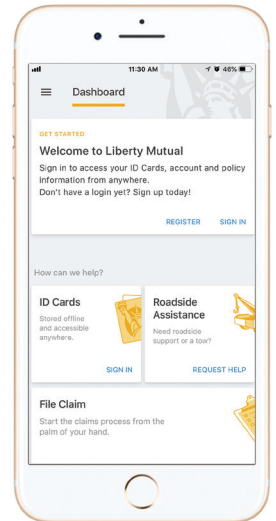 11:30 AM
46%
Dashboard
GET STARTED
Welcome to Liberty Mutual
Sign in to access your ID Cards, account and policy
information from anywhere.
Don't have a login yet? Sign up today!
REGISTER SIGN IN
How can we help?
ID Cards
Stored offline
and accessible
anywhere.
SIGN IN
Roadside
Assistance
Need roadside
support or a tow?
REQUEST HELP
File Claim
Start the claims process from the
palm of your hand.